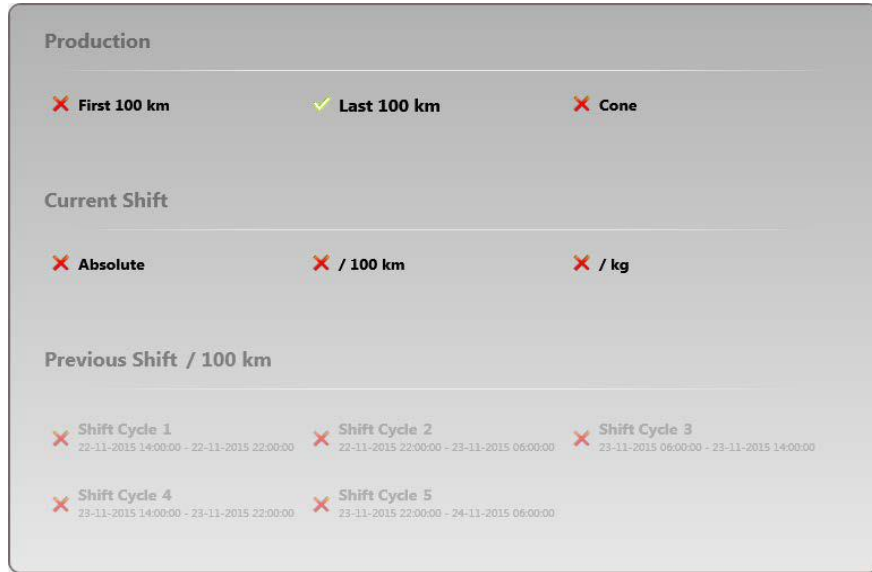 Production
First 100 km
Last 100 km
Cone
Current Shift
Absolute
/ 100 km
/ kg
Previous Shift / 100 km
Shift Cycle 1
22-11-2015 14:00:00 - 22-11-2015 22:00:00
Shift Cycle 2
22-11-2015 22:00:00 - 23-11-2015 06:00:00
Shift Cycle 3
23-11-2015 06:00:00 - 23-11-2015 14:00:00
Shift Cycle 4
23-11-2015 14:00:00 - 23-11-2015 22:00:00
Shift Cycle 5
23-11-2015 22:00:00 - 24-11-2015 06:00:00